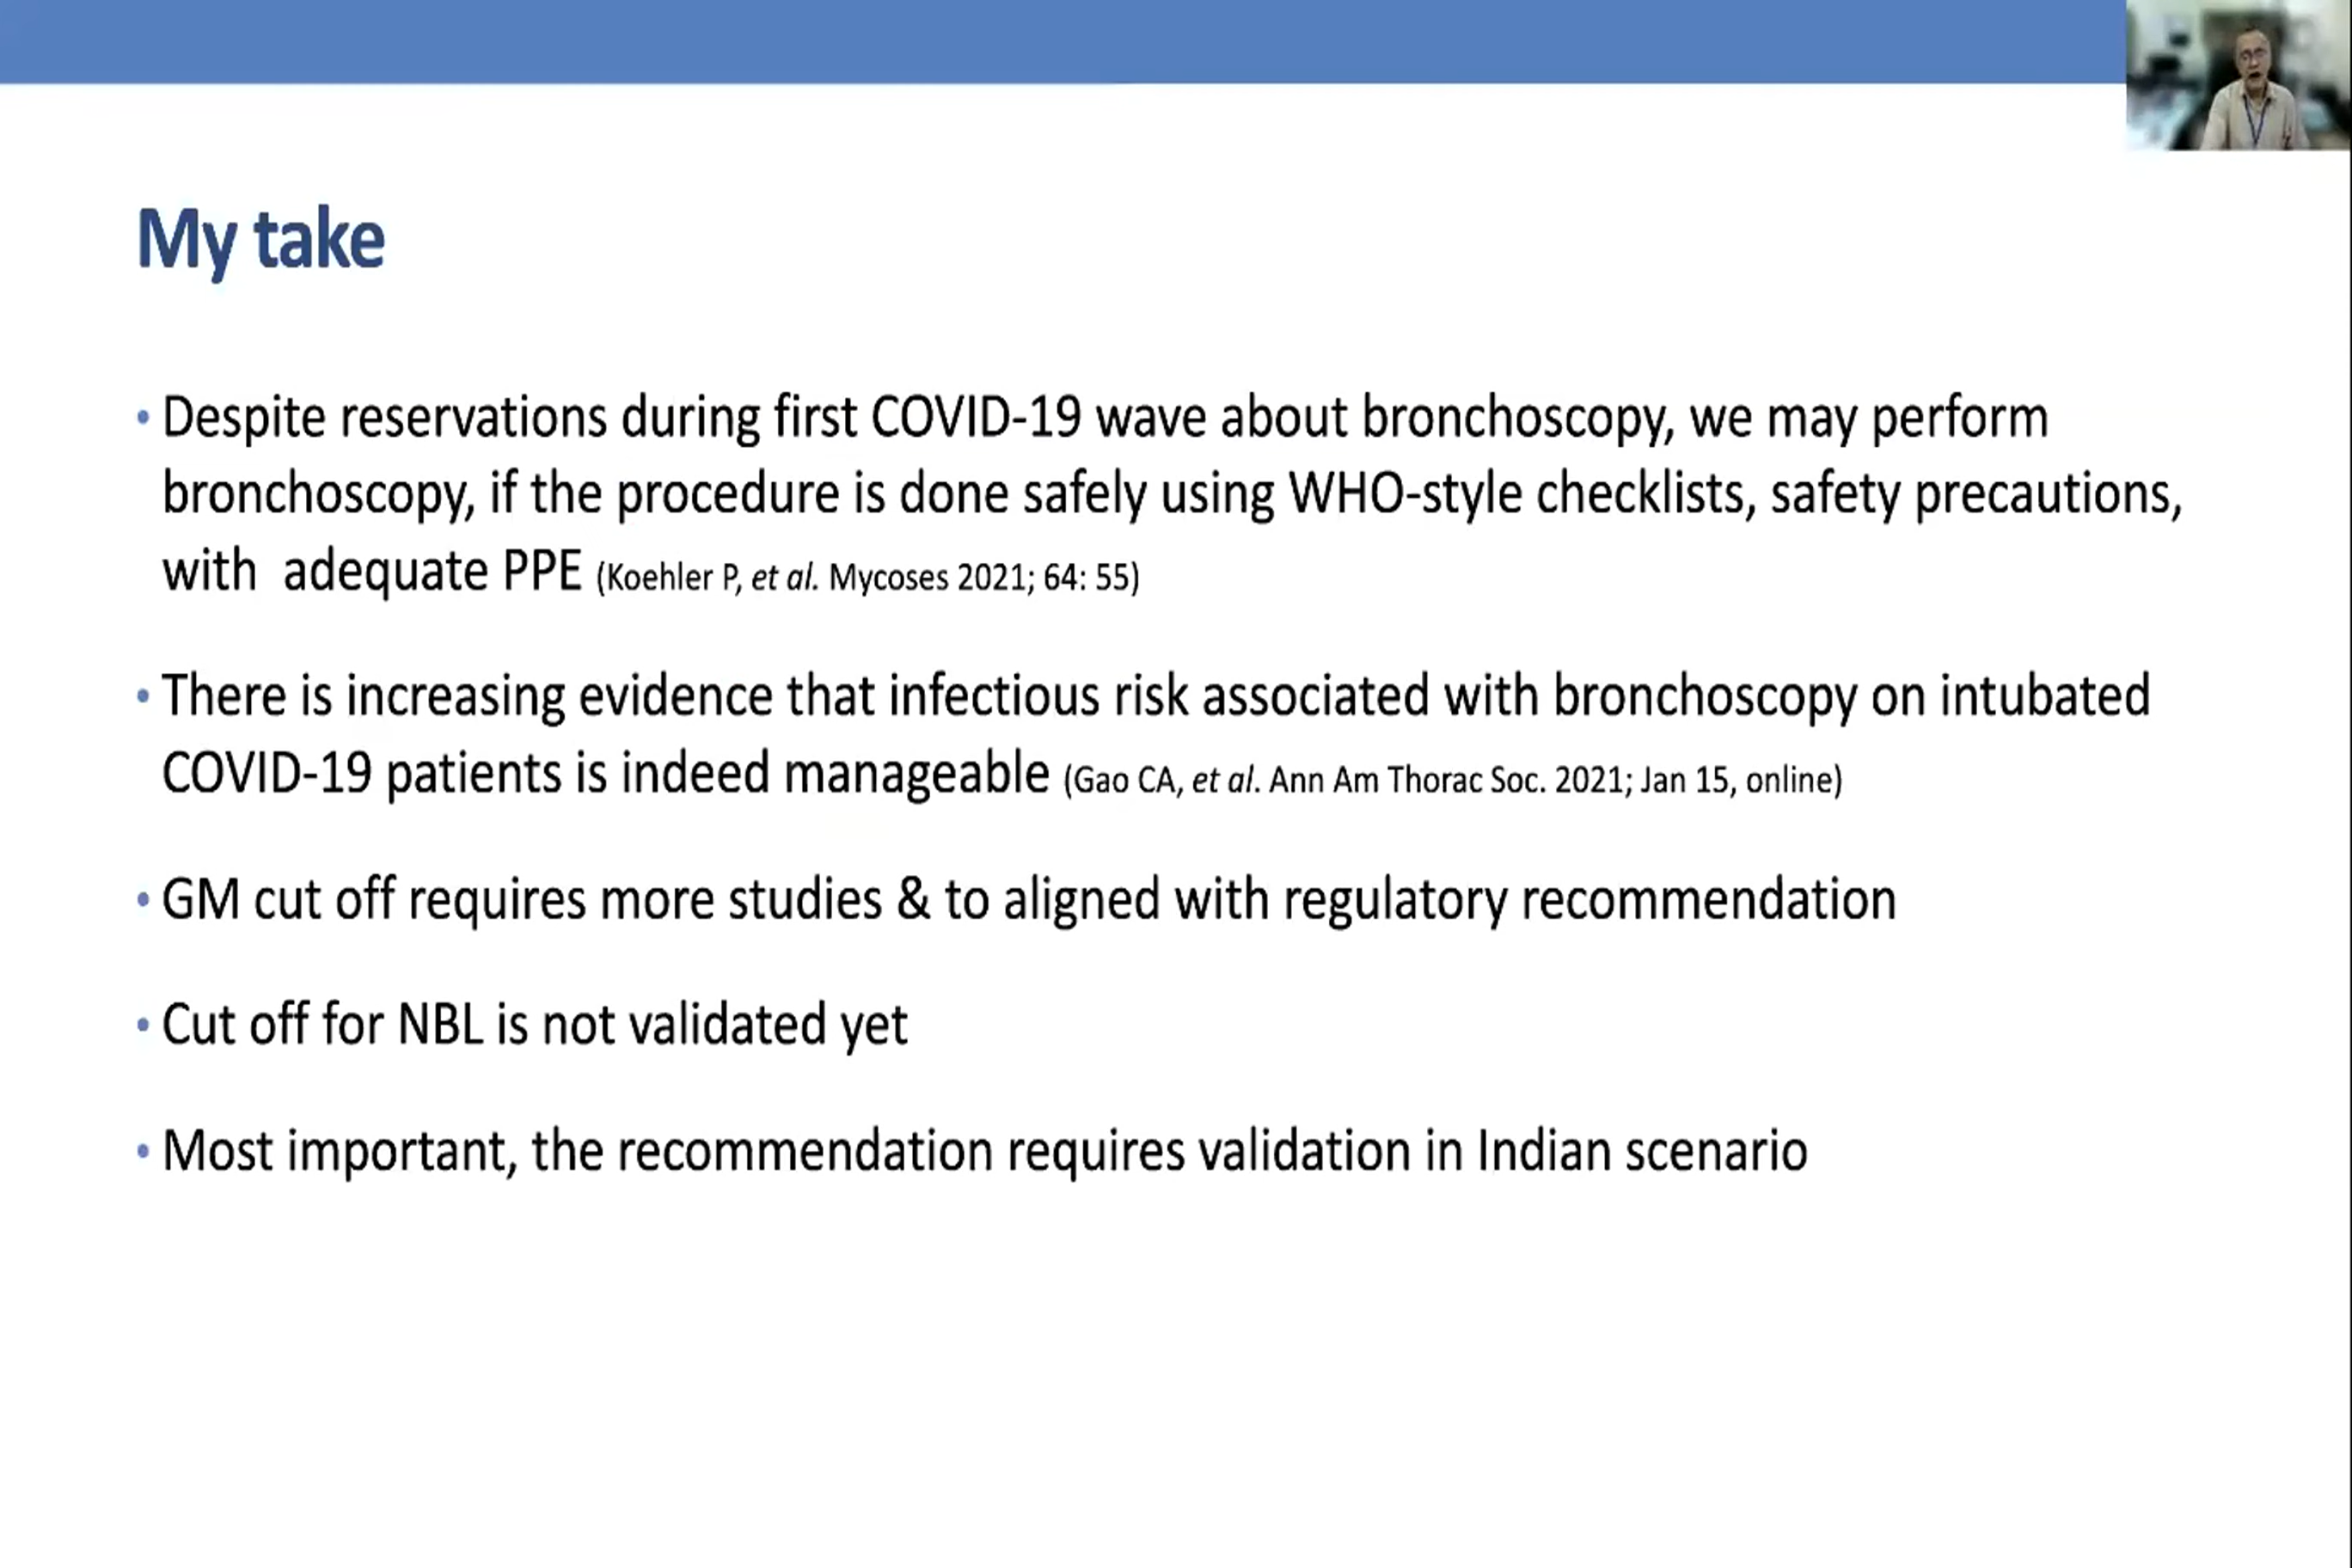 My take
• Despite reservations during first COVID-19 wave about bronchoscopy, we may perform
bronchoscopy, if the procedure is done safely using WHO-style checklists, safety precautions,
with  adequate PPE (Koehler P, et al. Mycoses 2021; 64: 55)
• There is increasing evidence that infectious risk associated with bronchoscopy on intubated
COVID-19 patients is indeed manageable (Gao CA, et al. Ann Am Thorac Soc. 2021; Jan 15, online)
• GM cut off requires more studies & to aligned with regulatory recommendation
• Cut off for NBL is not validated yet
• Most important, the recommendation requires validation in Indian scenario